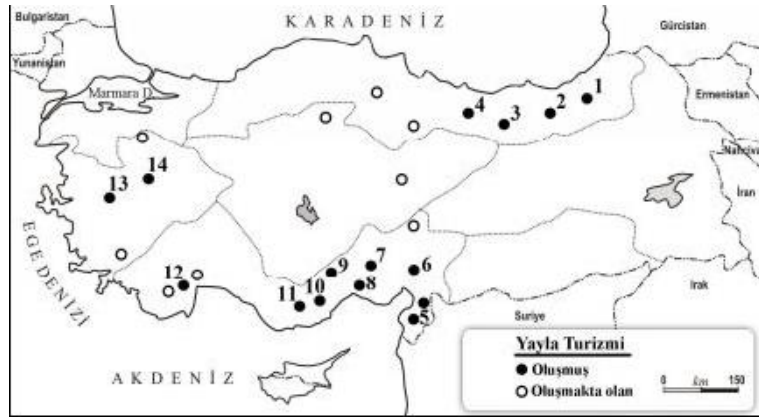 Bulgaristan
KARADENİZ
Gürcistan
Yunanistan
Marmara D.
Ermenistan
1
2
3
4
Nahcivan
İran
14
13
EGE DENİZİ
12
7
9
6
8
10
11
5
Irak
Suriye
AKDENİZ
Yayla Turizmi
Oluşmuş
Oluşmakta olan
0 km 150